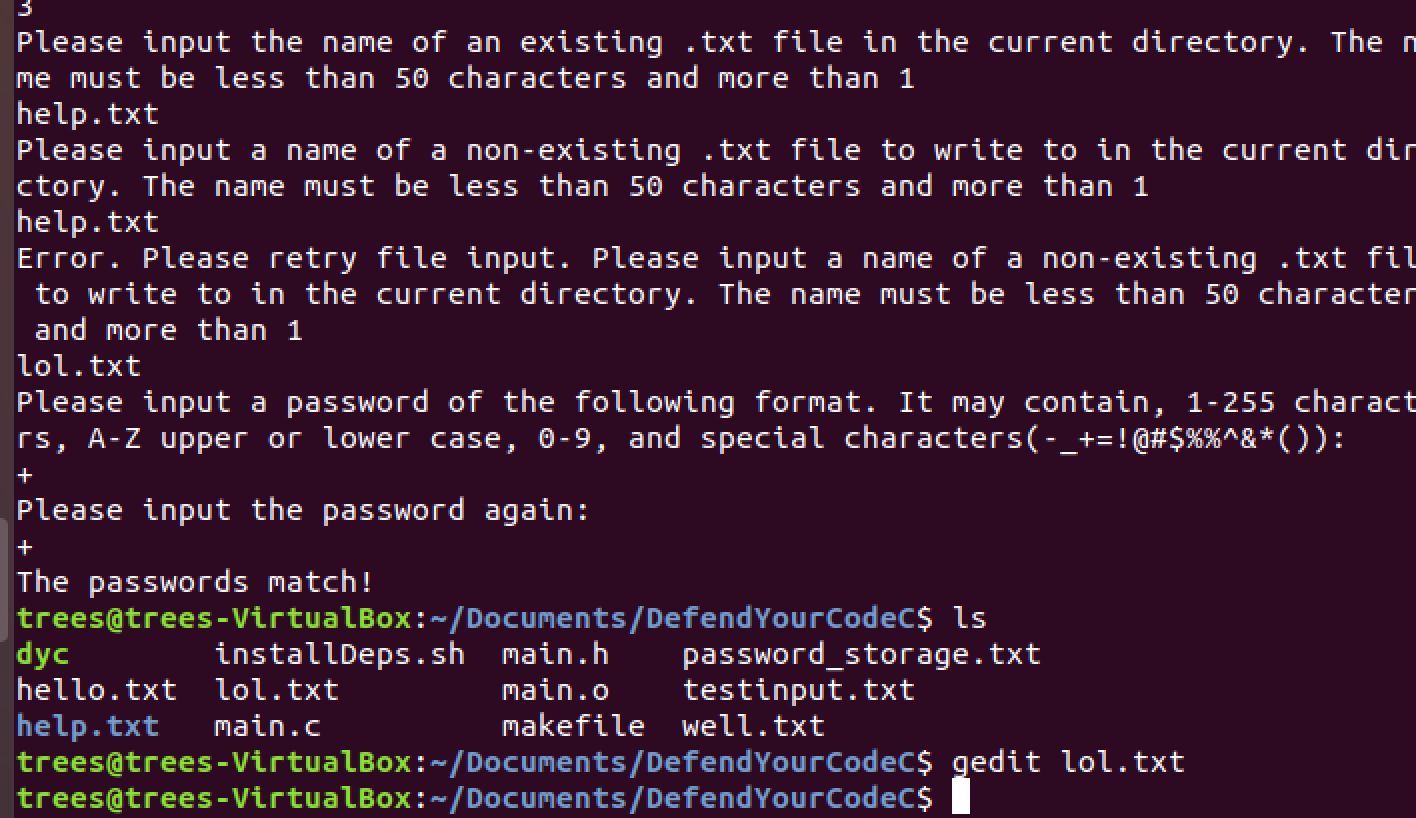 3
Please input the name of an existing .txt file in the current directory. The n
me must be less than 50 characters and more than 1
help.txt
Please input a name of a non-existing .txt file to write to in the current dir
ctory. The name must be less than 50 characters and more than 1
help.txt
Error. Please retry file input. Please input a name of a non-existing .txt fil
 to write to in the current directory. The name must be less than 50 character
 and more than 1
lol.txt
Please input a password of the following format. It may contain, 1-255 charact
rs, A-Z upper or lower case, 0-9, and special characters(-_+=!@#$%%^&*()):
+
Please input the password again:
+
The passwords match!
trees@trees-VirtualBox:~/Documents/DefendYourCodeC$ ls
dyc        installDeps.sh  main.h    password_storage.txt
hello.txt  lol.txt         main.o    testinput.txt
help.txt   main.c          makefile  well.txt
trees@trees-VirtualBox:~/Documents/DefendYourCodeC$ gedit lol.txt
trees@trees-VirtualBox:~/Documents/DefendYourCodeC$